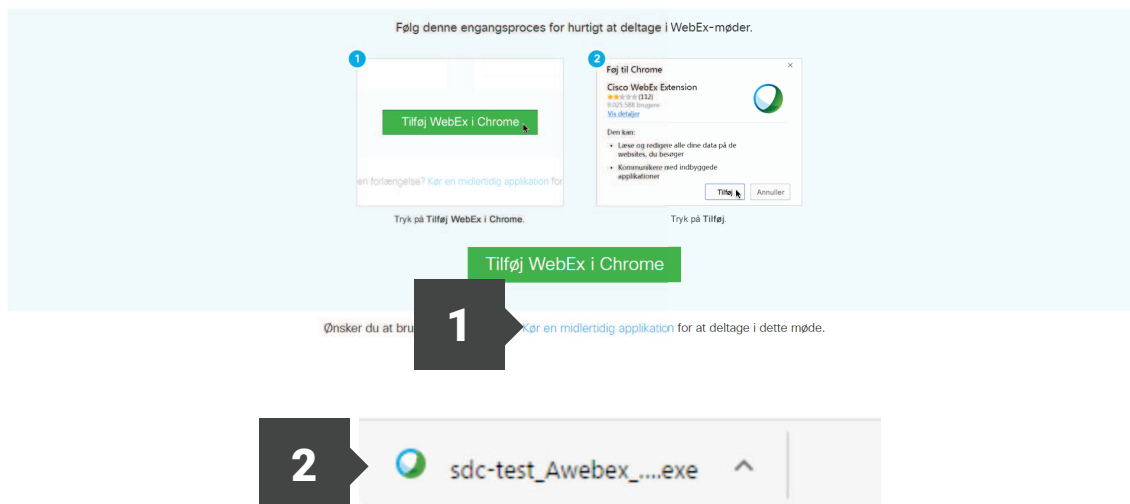 Følg denne engangsproces for hurtigt at deltage i WebEx-møder.
1
Tilføj WebEx i Chrome
en forlængelse? Kør en midlertidig applikation for
Tryk på Tilføj WebEx i Chrome.
2
Føj til Chrome
×
Cisco WebEx Extension
(112)
9.025.588 brugere
Vis detaljer
Den kan:
• Læse og redigere alle dine data på de
websites, du besøger
• Kommunikere med indbyggede
applikationer
Tilføj
Annuller
Tryk på Tilføj.
Tilføj WebEx i Chrome
Ønsker du at bru
1
Kør en midlertidig applikation for at deltage i dette møde.
2
sdc-test_Awebex_....exe